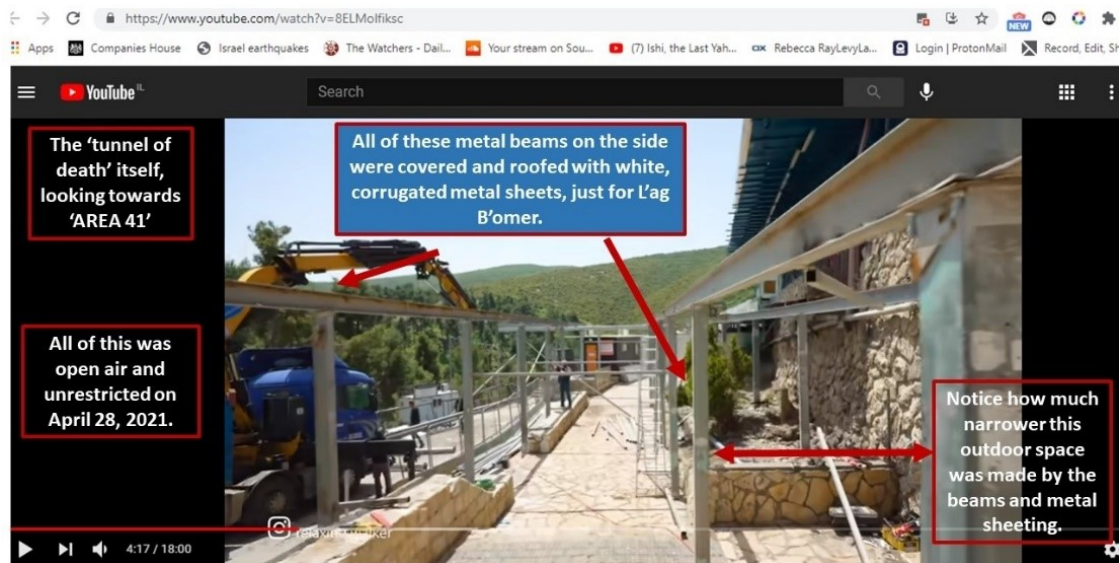 https://www.youtube.com/watch?v=8ELMolfiksc
NEW
Apps Companies House Israel earthquakes The Watchers - Dail... Your stream on Sou... (7) Ishi, the Last Yah... CDX Rebecca RayLevyLa... Login | ProtonMail Record, Edit, Sh
YouTube IL
Search
The ‘tunnel of
death’ itself,
looking towards
‘AREA 41’
All of these metal beams on the side
were covered and roofed with white,
corrugated metal sheets, just for L’ag
B’omer.
All of this was
open air and
unrestricted on
April 28, 2021.
Notice how much
narrower this
outdoor space
was made by the
beams and metal
sheeting.
4:17 / 18:00